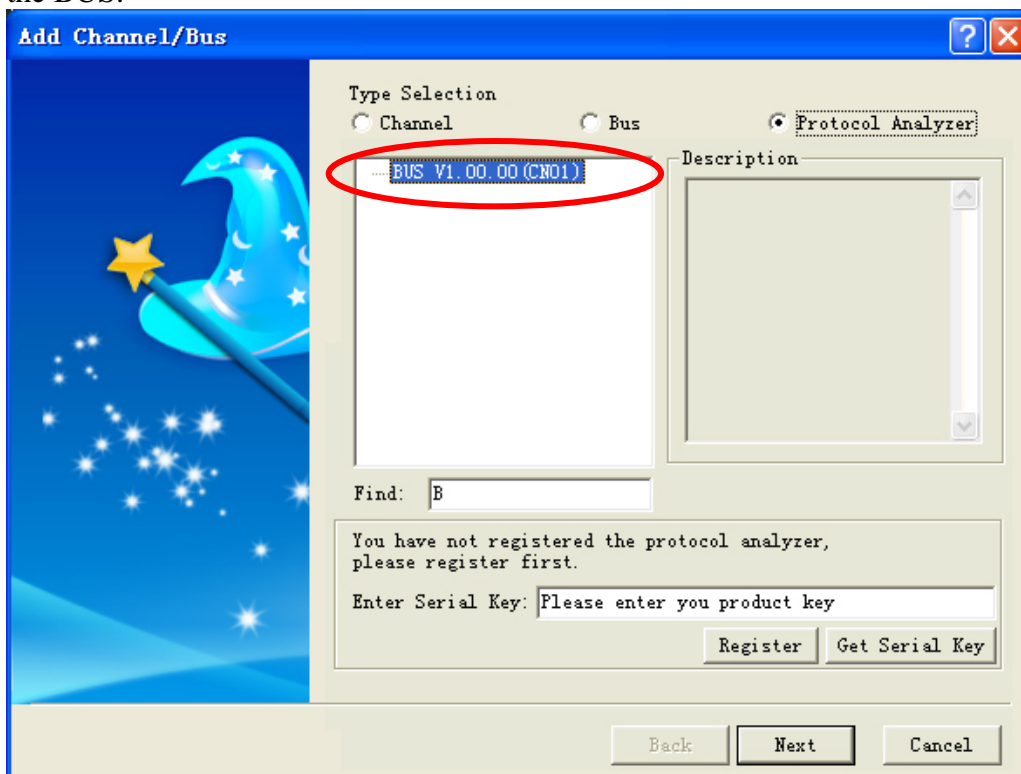 the BUS.
Add Channel/Bus
Type Selection
Channel Bus Protocol Analyzer
BUS V1.00.00(CN01)
Description
Find: B
You have not registered the protocol analyzer,
please register first.
Enter Serial Key: Please enter you product key
Register Get Serial Key
Back Next Cancel